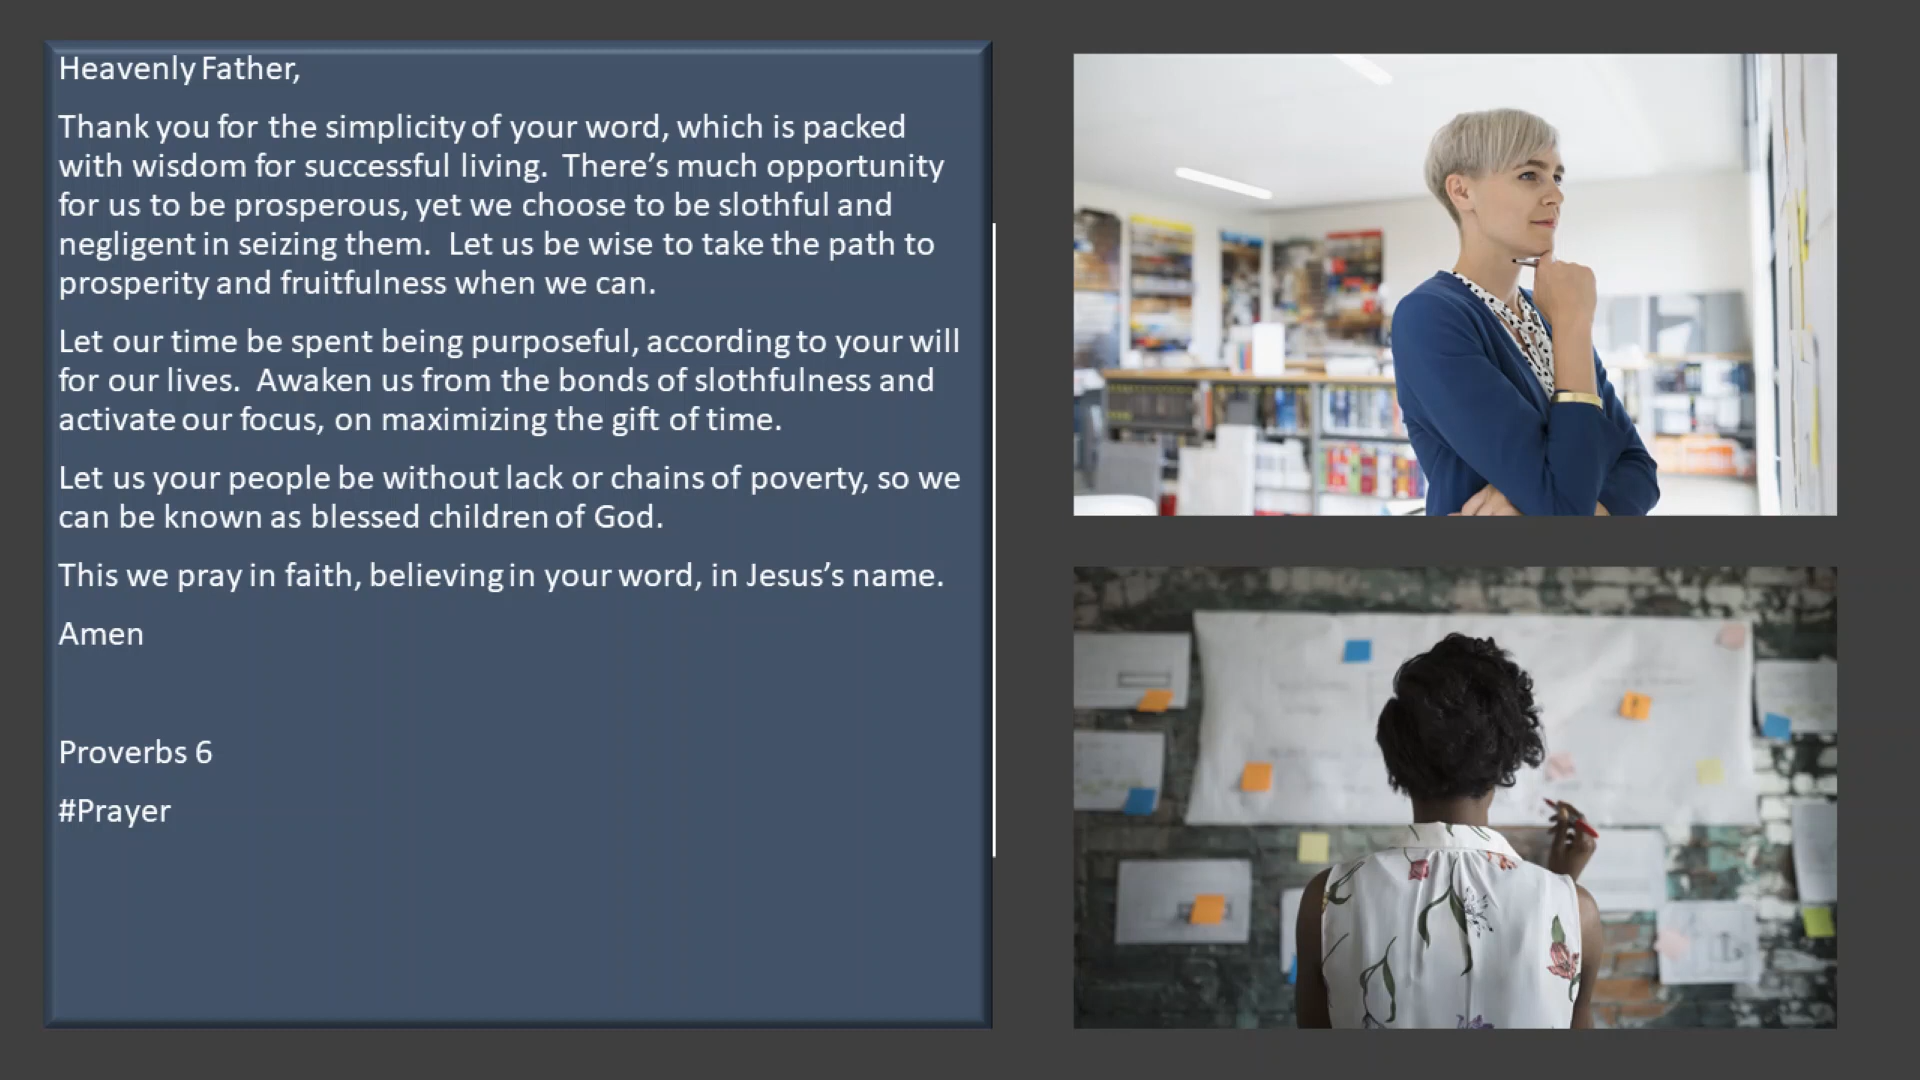 Heavenly Father,
Thank you for the simplicity of your word, which is packed
with wisdom for successful living.  There’s much opportunity
for us to be prosperous, yet we choose to be slothful and
negligent in seizing them.  Let us be wise to take the path to
prosperity and fruitfulness when we can.
Let our time be spent being purposeful, according to your will
for our lives.  Awaken us from the bonds of slothfulness and
activate our focus, on maximizing the gift of time.
Let us your people be without lack or chains of poverty, so we
can be known as blessed children of God.
This we pray in faith, believing in your word, in Jesus’s name.
Amen
Proverbs 6
#Prayer